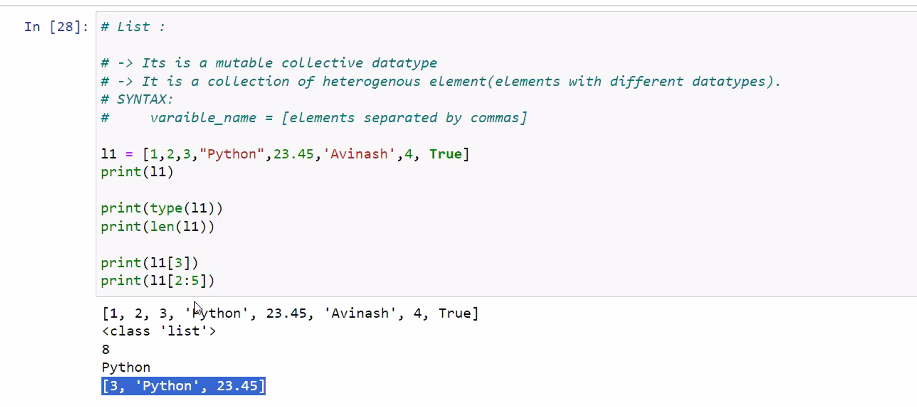 In [28]: # List :
# -> Its is a mutable collective datatype
# -> It is a collection of heterogenous element(elements with different datatypes).
# SYNTAX:
#     varaible_name = [elements separated by commas]
l1 = [1,2,3,"Python",23.45,'Avinash',4, True]
print(l1)
print(type(l1))
print(len(l1))
print(l1[3])
print(l1[2:5])
[1, 2, 3, 'Python', 23.45, 'Avinash', 4, True]
<class 'list'>
8
Python
[3, 'Python', 23.45]